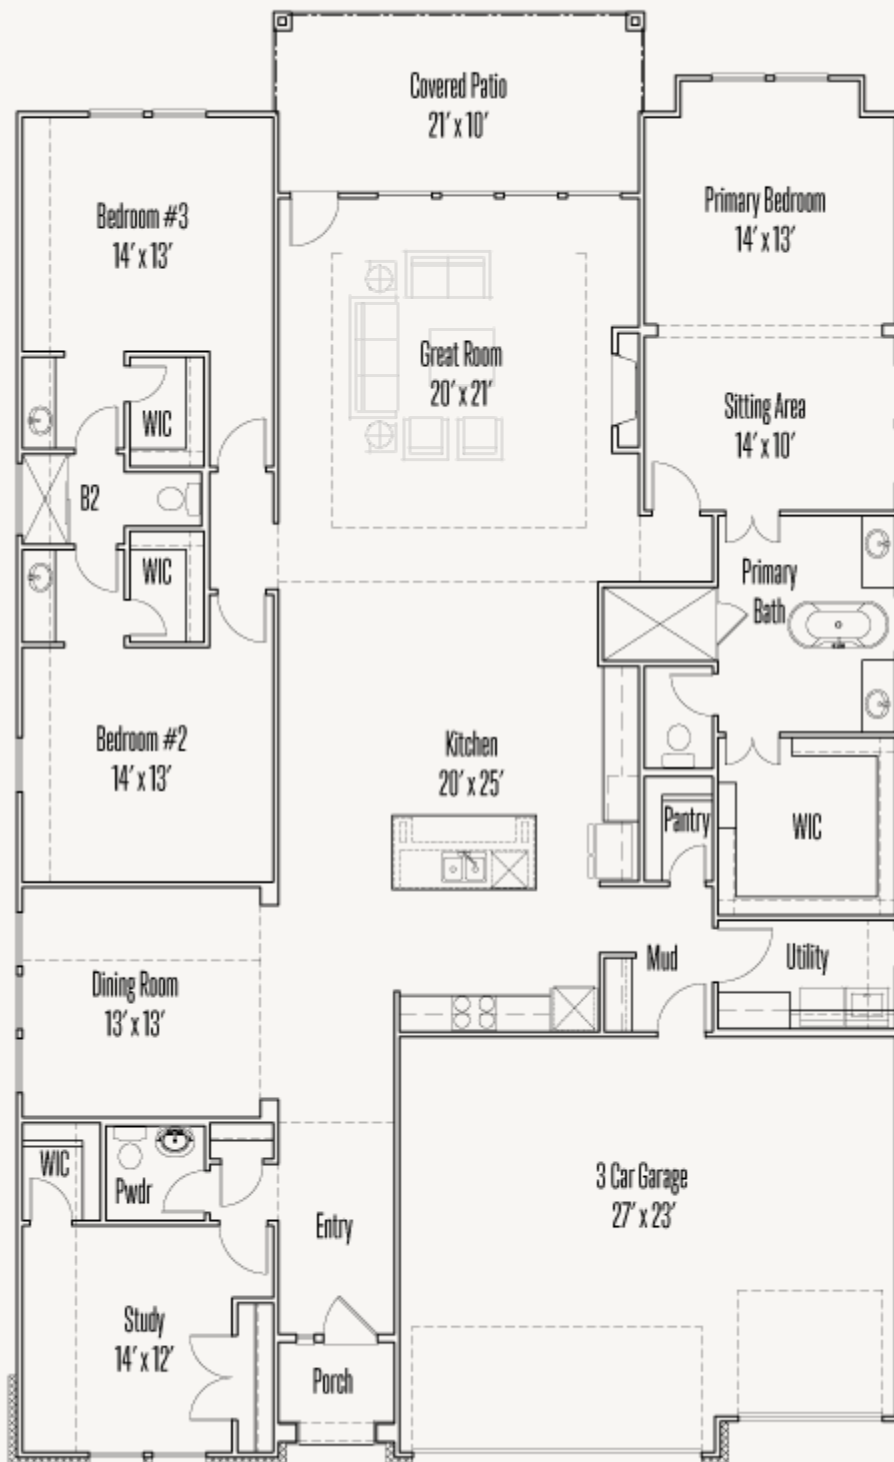 Covered Patio
21' x 10'
Bedroom #3
14' x 13'
Primary Bedroom
14' x 13'
Great Room
20' x 21'
Sitting Area
14' x 10'
WIC
B2
WIC
Primary
Bath
Bedroom #2
14' x 13'
Kitchen
20' x 25'
Pantry
WIC
Dining Room
13' x 13'
Mud
Utility
WIC
Pwdr
Entry
3 Car Garage
27' x 23'
Study
14' x 12'
Porch